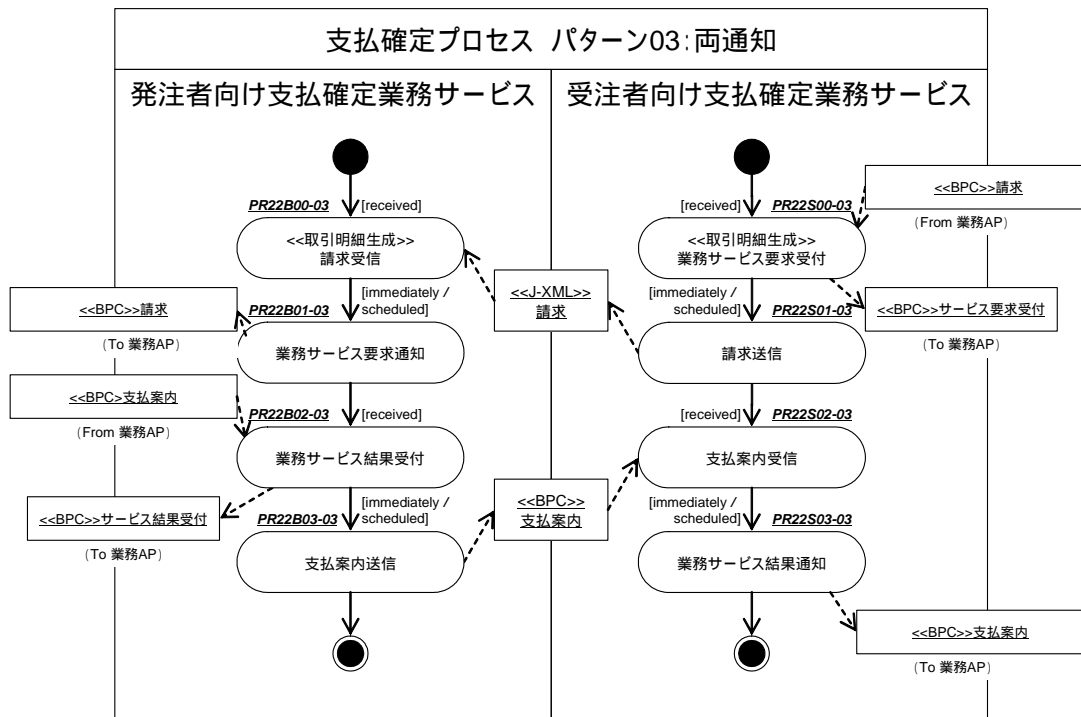 支払確定プロセス パターン03：両通知
発注者向け支払確定業務サービス
受注者向け支払確定業務サービス
PR22B00-03
[received]
<<取引明細生成>>
請求受信
<<BPC>>請求
(To 業務AP)
PR22B01-03
[immediately /
scheduled]
業務サービス要求通知
<<BPC>支払案内
(From 業務AP)
PR22B02-03
[received]
業務サービス結果受付
<<BPC>>サービス結果受付
(To 業務AP)
PR22B03-03
[immediately /
scheduled]
支払案内送信
<<J-XML>>
請求
<<BPC>>
支払案内
[received]
PR22S00-03
<<取引明細生成>>
業務サービス要求受付
<<BPC>>請求
(From 業務AP)
<<BPC>>サービス要求受付
(To 業務AP)
[immediately /
scheduled]
PR22S01-03
請求送信
[received]
PR22S02-03
支払案内受信
[immediately /
scheduled]
PR22S03-03
業務サービス結果通知
<<BPC>>支払案内
(To 業務AP)